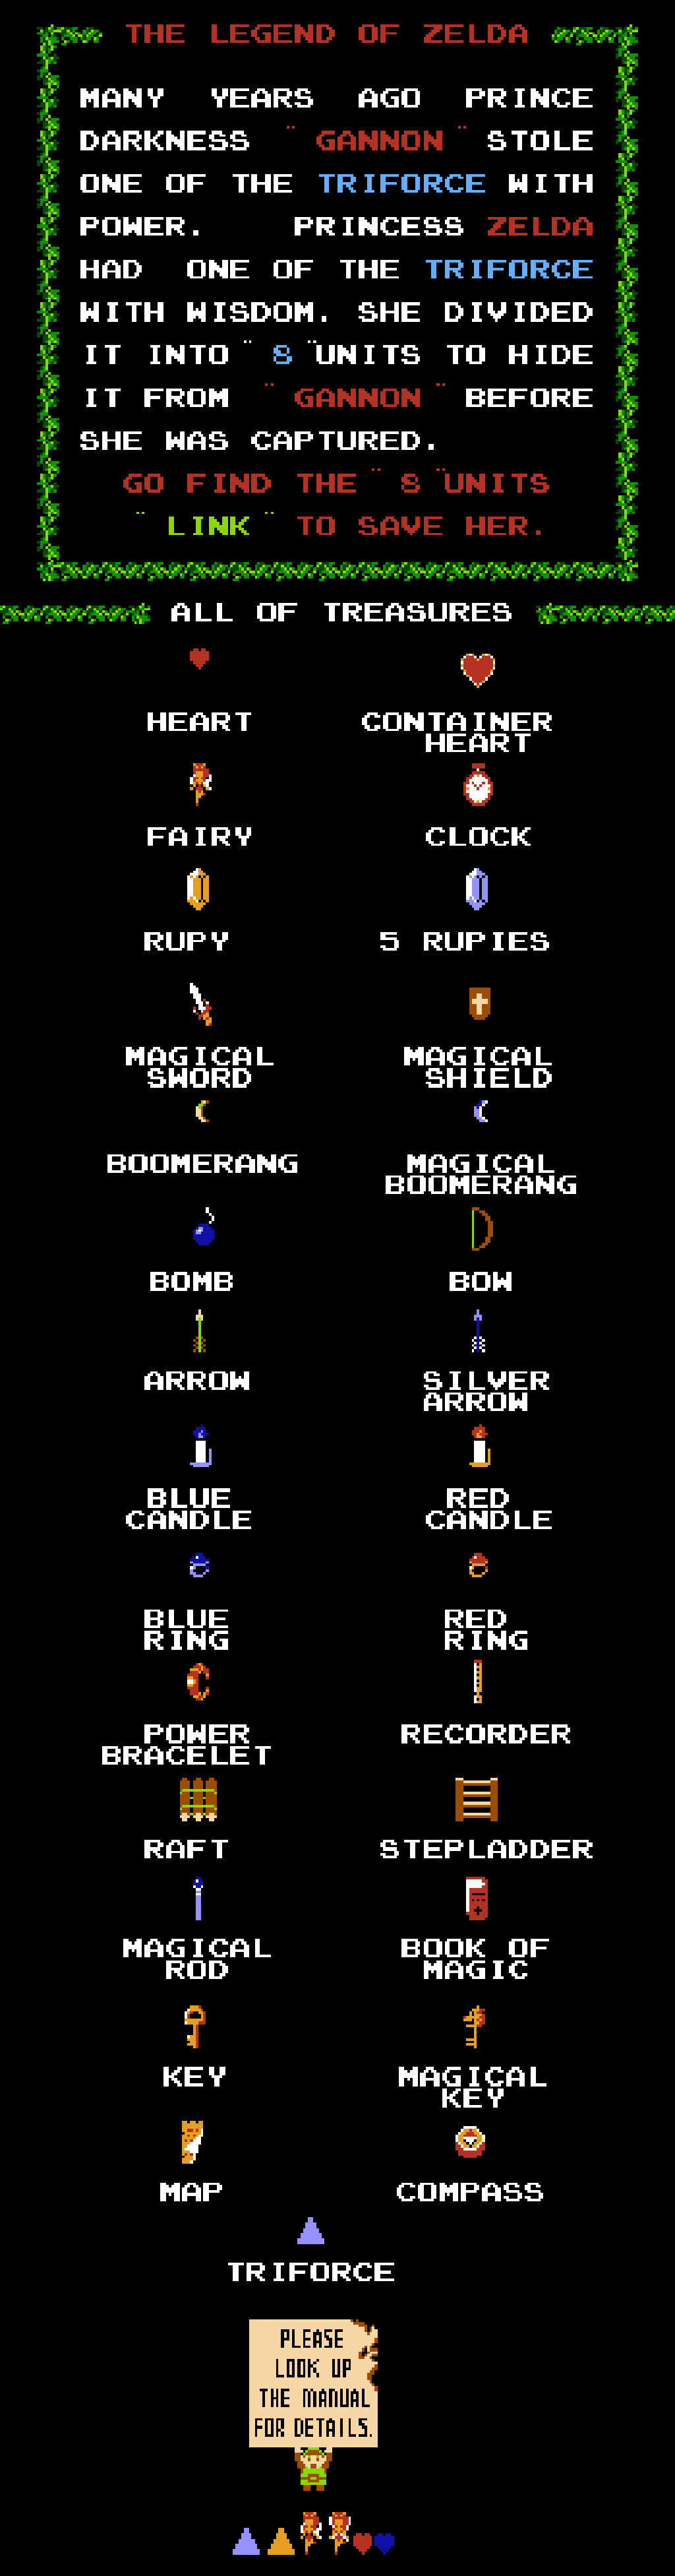 THE LEGEND OF ZELDA
MANY YEARS AGO PRINCE
DARKNESS "GANNON" STOLE
ONE OF THE TRIFORCE WITH
POWER. PRINCESS ZELDA
HAD ONE OF THE TRIFORCE
WITH WISDOM. SHE DIVIDED
IT INTO "8" UNITS TO HIDE
IT FROM "GANNON" BEFORE
SHE WAS CAPTURED.
GO FIND THE "8" UNITS
"LINK" TO SAVE HER.
ALL OF TREASURES
HEART
CONTAINER
HEART
FAIRY
CLOCK
RUPY
5 RUPIES
MAGICAL
SWORD
MAGICAL
SHIELD
BOOMERANG
MAGICAL
BOOMERANG
BOMB
BOW
ARROW
SILVER
ARROW
BLUE
CANDLE
RED
CANDLE
BLUE
RING
RED
RING
POWER
BRACELET
RECORDER
RAFT
STEPLADDER
MAGICAL
ROD
BOOK OF
MAGIC
KEY
MAGICAL
KEY
MAP
COMPASS
TRIFORCE
PLEASE
LOOK UP
THE MANUAL
FOR DETAILS.